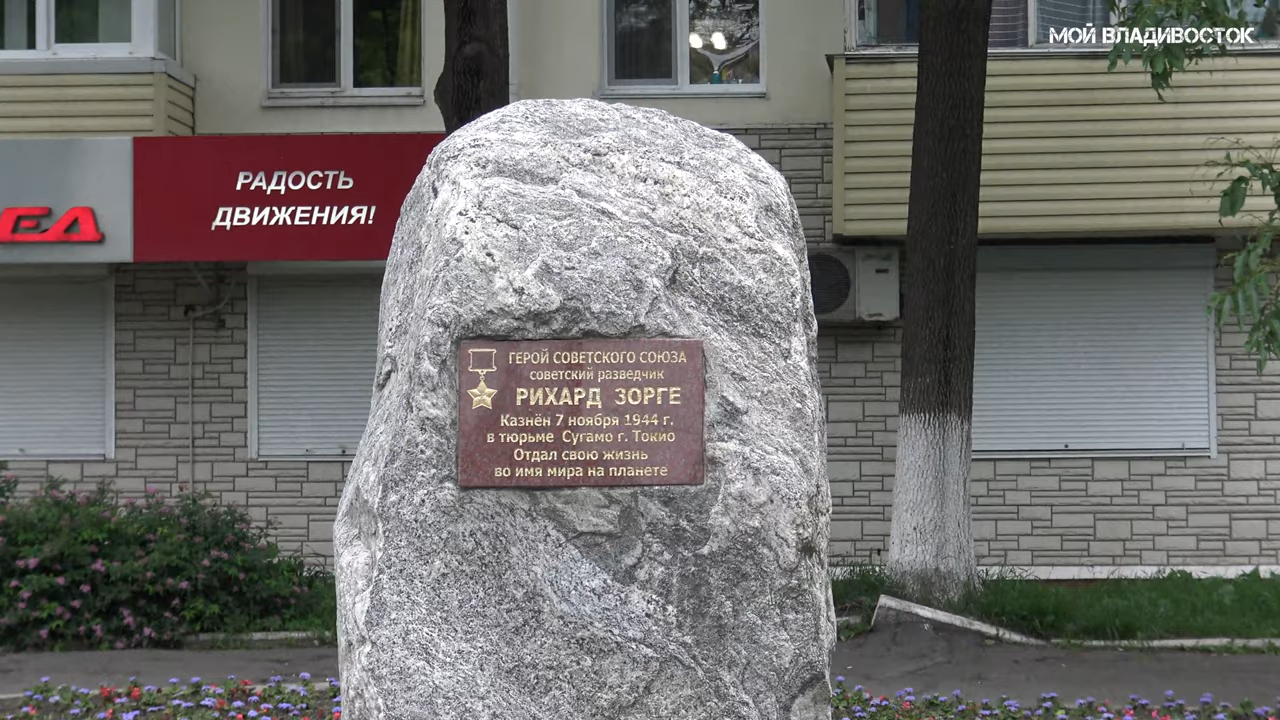 МОЙ ВЛАДИВОСТОК
РАДОСТЬ
ДВИЖЕНИЯ!
ЕА
ГЕРОЙ СОВЕТСКОГО СОЮЗА
советский разведчик
РИХАРД ЗОРГЕ
Казнён 7 ноября 1944 г.
в тюрьме Сугамо г. Токио
Отдал свою жизнь
во имя мира на планете